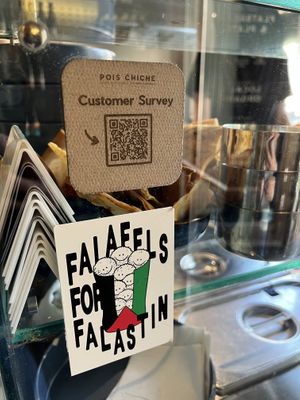 POIS CHICHE
Customer Survey
FALAFELS
FOR
FALASTIN